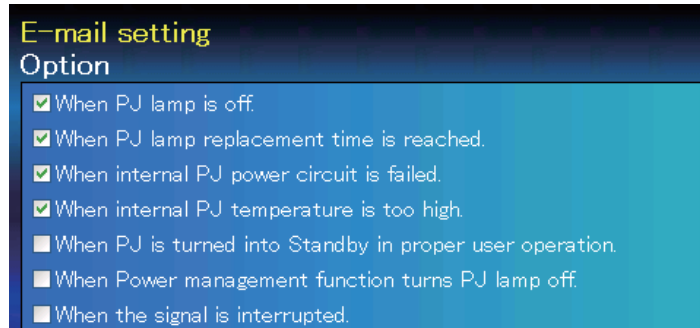 E-mail setting
Option
When PJ lamp is off.
When PJ lamp replacement time is reached.
When internal PJ power circuit is failed.
When internal PJ temperature is too high.
When PJ is turned into Standby in proper user operation.
When Power management function turns PJ lamp off.
When the signal is interrupted.